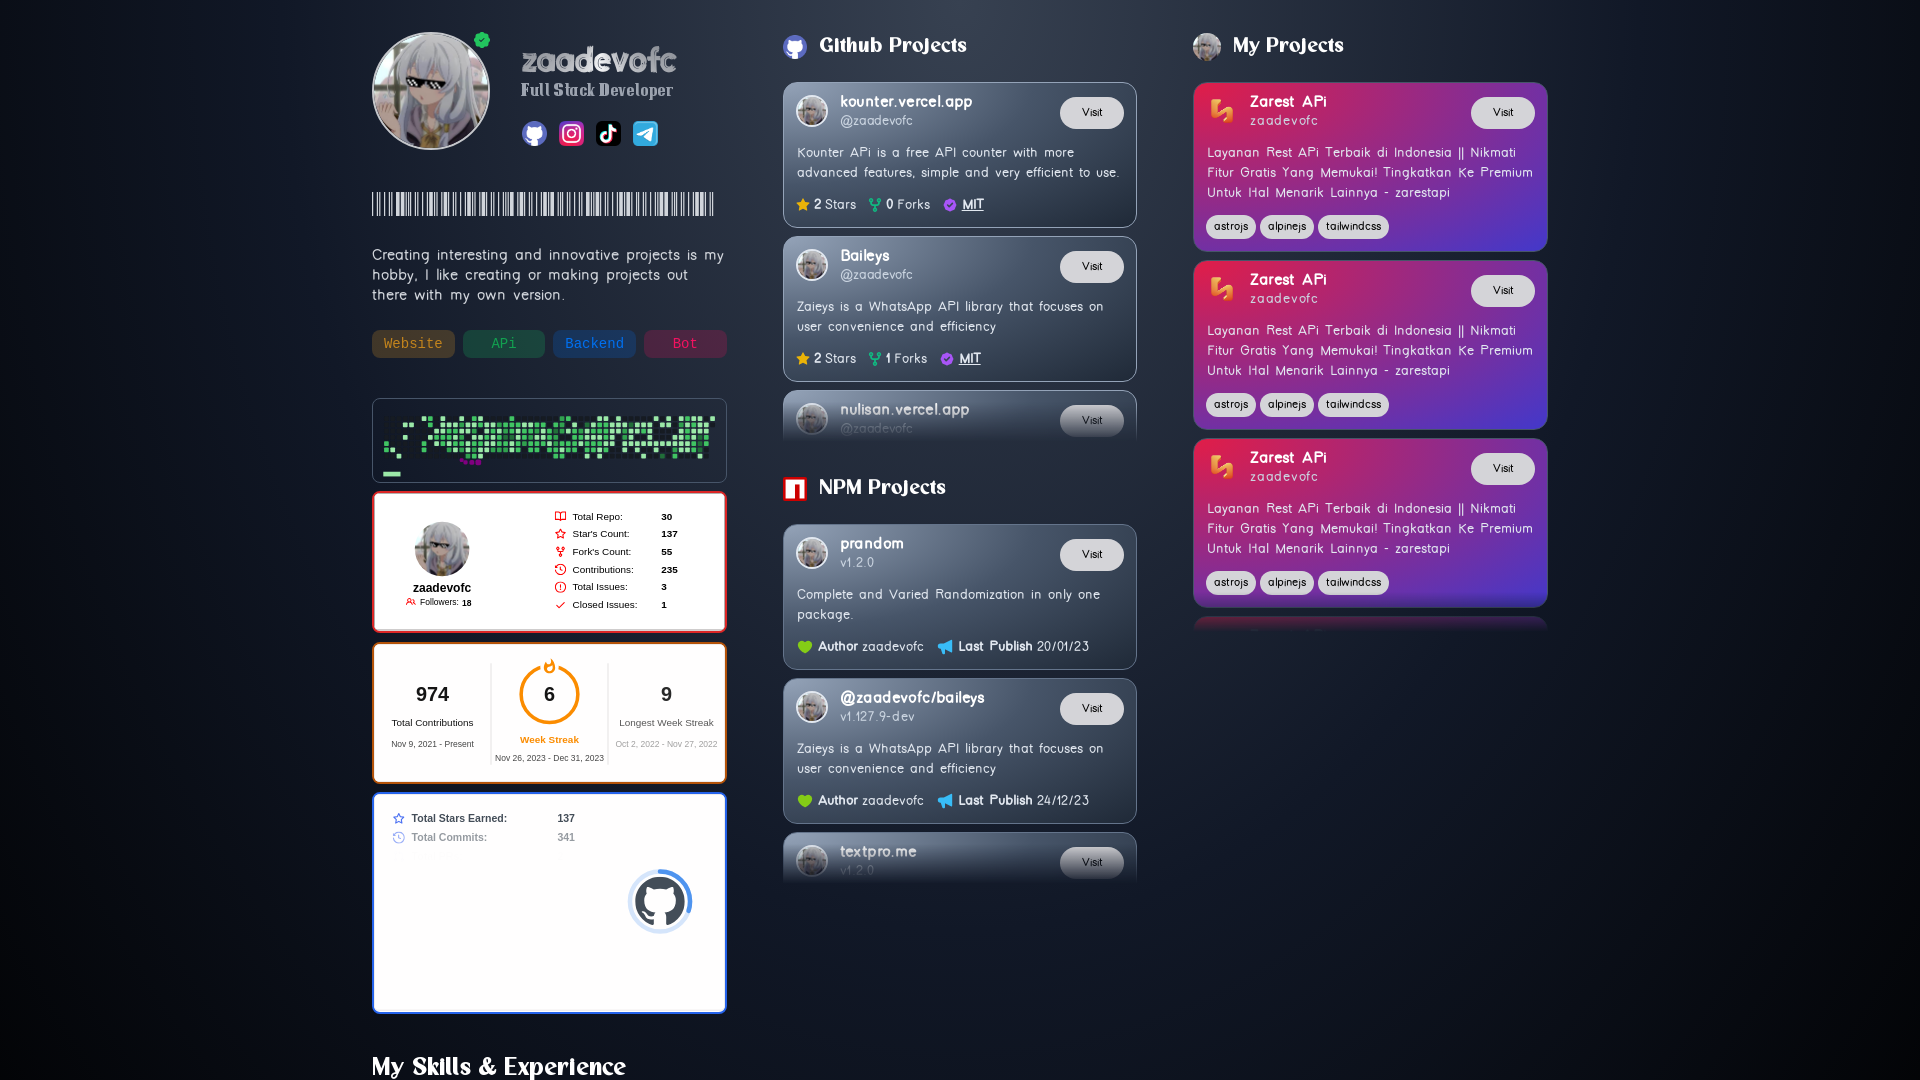 zaadevofc
Full Stack Developer
Creating interesting and innovative projects is my
hobby, I like creating or making projects out
there with my own version.
Website
APi
Backend
Bot
Total Repo: 30
Star's Count: 137
Fork's Count: 55
Contributions: 235
Total Issues: 3
Closed Issues: 1
zaadevofc
Followers: 18
974
Total Contributions
Nov 9, 2021 - Present
6
Week Streak
Nov 26, 2023 - Dec 31, 2023
9
Longest Week Streak
Oct 2, 2022 - Nov 27, 2022
Total Stars Earned: 137
Total Commits: 341
My Skills & Experience
Github Projects
kounter.vercel.app
@zaadevofc
Visit
Kounter APi is a free API counter with more
advanced features, simple and very efficient to use.
2 Stars 0 Forks MIT
Baileys
@zaadevofc
Visit
Zaieys is a WhatsApp API library that focuses on
user convenience and efficiency
2 Stars 1 Forks MIT
nulisan.vercel.app
@zaadevofc
Visit
NPM Projects
prandom
v1.2.0
Visit
Complete and Varied Randomization in only one
package.
Author zaadevofc Last Publish 20/01/23
@zaadevofc/baileys
v1.127.9-dev
Visit
Zaieys is a WhatsApp API library that focuses on
user convenience and efficiency
Author zaadevofc Last Publish 24/12/23
textpro.me
v1.2.0
Visit
My Projects
Zarest APi
zaadevofc
Visit
Layanan Rest APi Terbaik di Indonesia || Nikmati
Fitur Gratis Yang Memukai! Tingkatkan Ke Premium
Untuk Hal Menarik Lainnya - zarestapi
astrojs alpinejs tailwindcss
Zarest APi
zaadevofc
Visit
Layanan Rest APi Terbaik di Indonesia || Nikmati
Fitur Gratis Yang Memukai! Tingkatkan Ke Premium
Untuk Hal Menarik Lainnya - zarestapi
astrojs alpinejs tailwindcss
Zarest APi
zaadevofc
Visit
Layanan Rest APi Terbaik di Indonesia || Nikmati
Fitur Gratis Yang Memukai! Tingkatkan Ke Premium
Untuk Hal Menarik Lainnya - zarestapi
astrojs alpinejs tailwindcss